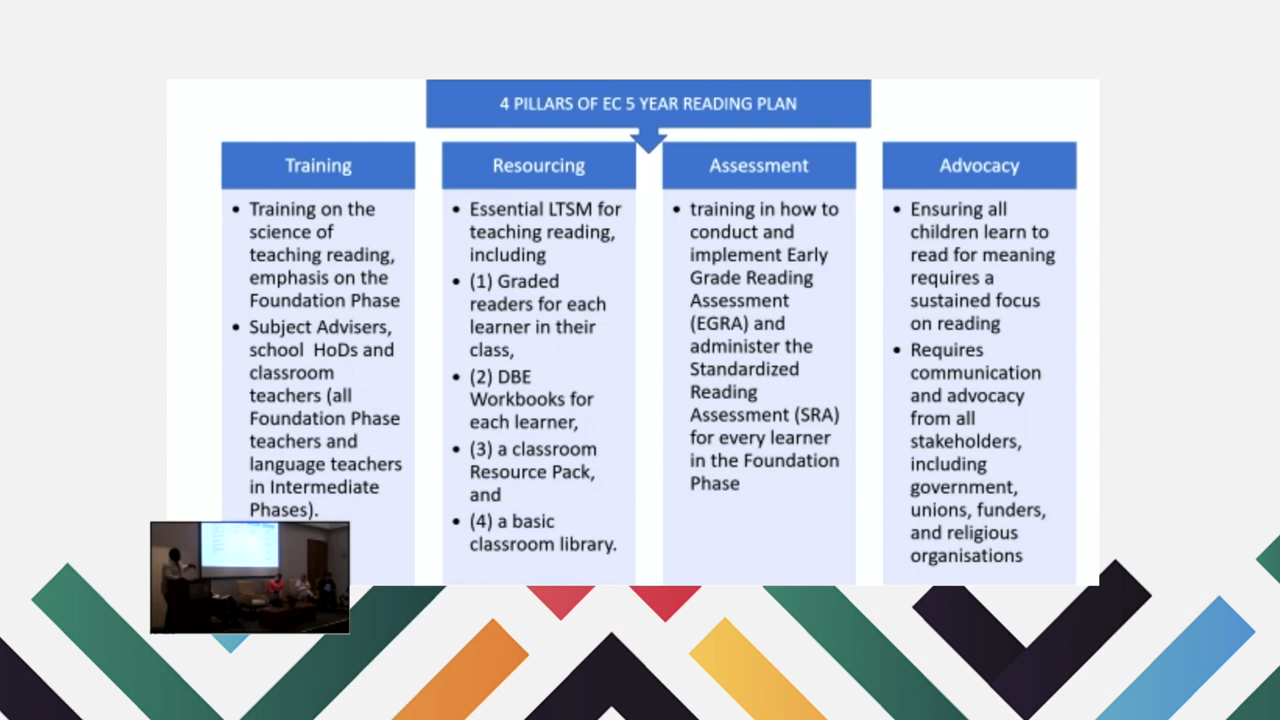 4 PILLARS OF EC 5 YEAR READING PLAN
Training
• Training on the
science of
teaching reading,
emphasis on the
Foundation Phase
• Subject Advisers,
school HoDs and
classroom
teachers (all
Foundation Phase
teachers and
language teachers
in Intermediate
Phases).
Resourcing
• Essential LTSM for
teaching reading,
including
• (1) Graded
readers for each
learner in their
class,
• (2) DBE
Workbooks for
each learner,
• (3) a classroom
Resource Pack,
and
• (4) a basic
classroom library.
Assessment
• training in how to
conduct and
implement Early
Grade Reading
Assessment
(EGRA) and
administer the
Standardized
Reading
Assessment (SRA)
for every learner
in the Foundation
Phase
Advocacy
• Ensuring all
children learn to
read for meaning
requires a
sustained focus
on reading
• Requires
communication
and advocacy
from all
stakeholders,
including
government,
unions, funders,
and religious
organisations